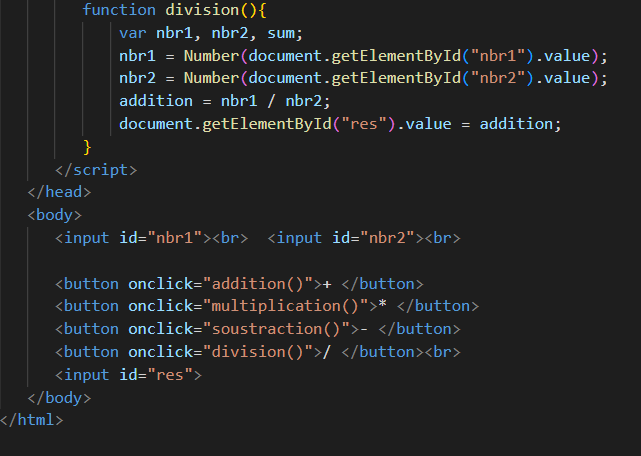 function division(){
var nbr1, nbr2, sum;
nbr1 = Number(document.getElementById("nbr1").value);
nbr2 = Number(document.getElementById("nbr2").value);
addition = nbr1 / nbr2;
document.getElementById("res").value = addition;
}
</script>
</head>
<body>
<input id="nbr1"><br>  <input id="nbr2"><br>
<button onclick="addition()">+ </button>
<button onclick="multiplication()">* </button>
<button onclick="soustraction()">- </button>
<button onclick="division()">/ </button><br>
<input id="res">
</body>
</html>